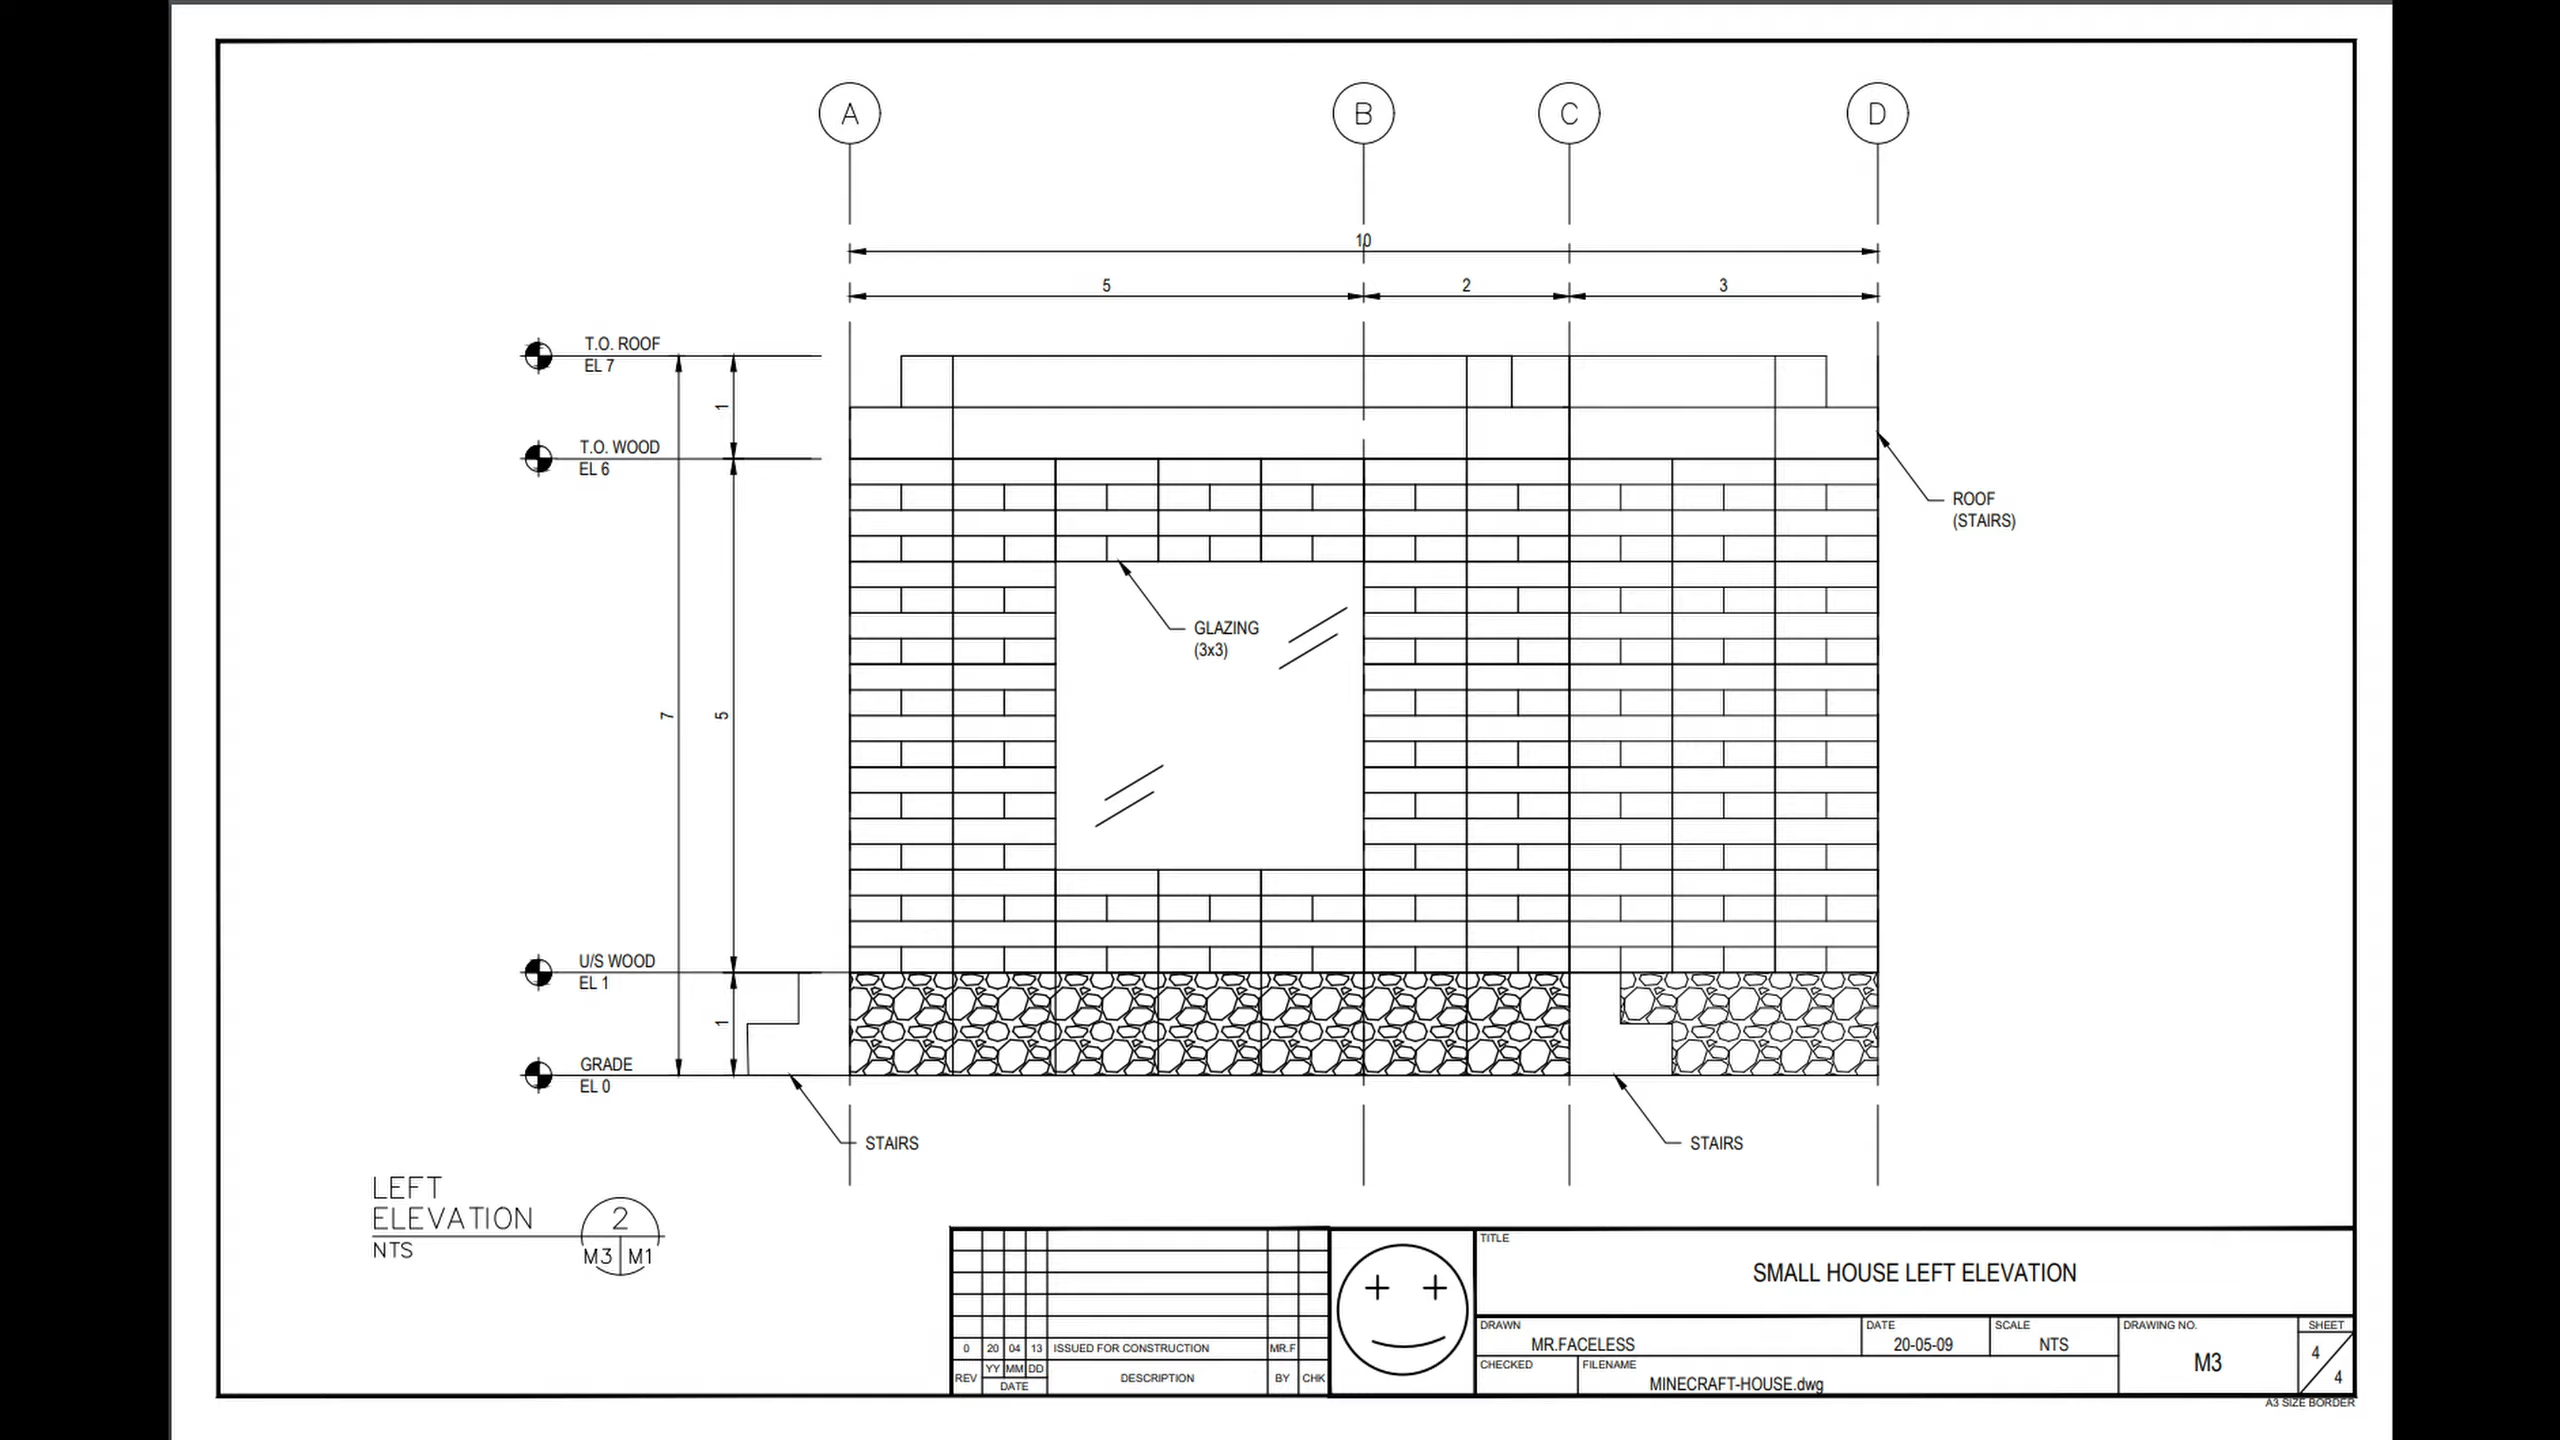 A B C D
10
5 2 3
T.O. ROOF
EL 7
1
T.O. WOOD
EL 6
ROOF
(STAIRS)
GLAZING
(3x3)
7
5
U/S WOOD
EL 1
1
GRADE
EL 0
STAIRS
STAIRS
LEFT
ELEVATION
NTS
2
M3 M1
TITLE
SMALL HOUSE LEFT ELEVATION
DRAWN
MR.FACELESS
DATE
20-05-09
SCALE
NTS
DRAWING NO.
M3
SHEET
4
4
CHECKED
FILENAME
MINECRAFT-HOUSE.dwg
0 20 04 13 ISSUED FOR CONSTRUCTION MR.F
REV YY MM DD DESCRIPTION BY CHK
DATE
A3 SIZE BORDER